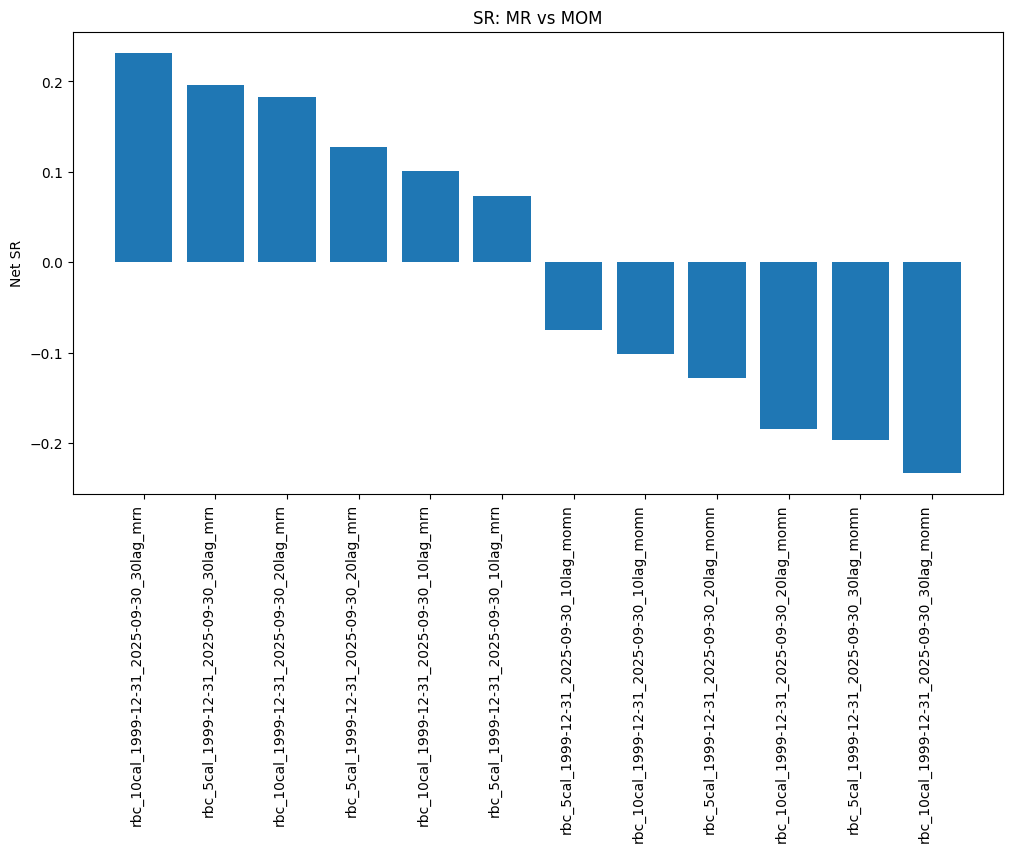 SR: MR vs MOM
Net SR
0.2
0.1
0.0
−0.1
−0.2
rbc_10cal_1999-12-31_2025-09-30_30lag_mrn
rbc_5cal_1999-12-31_2025-09-30_30lag_mrn
rbc_10cal_1999-12-31_2025-09-30_20lag_mrn
rbc_5cal_1999-12-31_2025-09-30_20lag_mrn
rbc_10cal_1999-12-31_2025-09-30_10lag_mrn
rbc_5cal_1999-12-31_2025-09-30_10lag_mrn
rbc_5cal_1999-12-31_2025-09-30_10lag_momn
rbc_10cal_1999-12-31_2025-09-30_10lag_momn
rbc_5cal_1999-12-31_2025-09-30_20lag_momn
rbc_10cal_1999-12-31_2025-09-30_20lag_momn
rbc_5cal_1999-12-31_2025-09-30_30lag_momn
rbc_10cal_1999-12-31_2025-09-30_30lag_momn